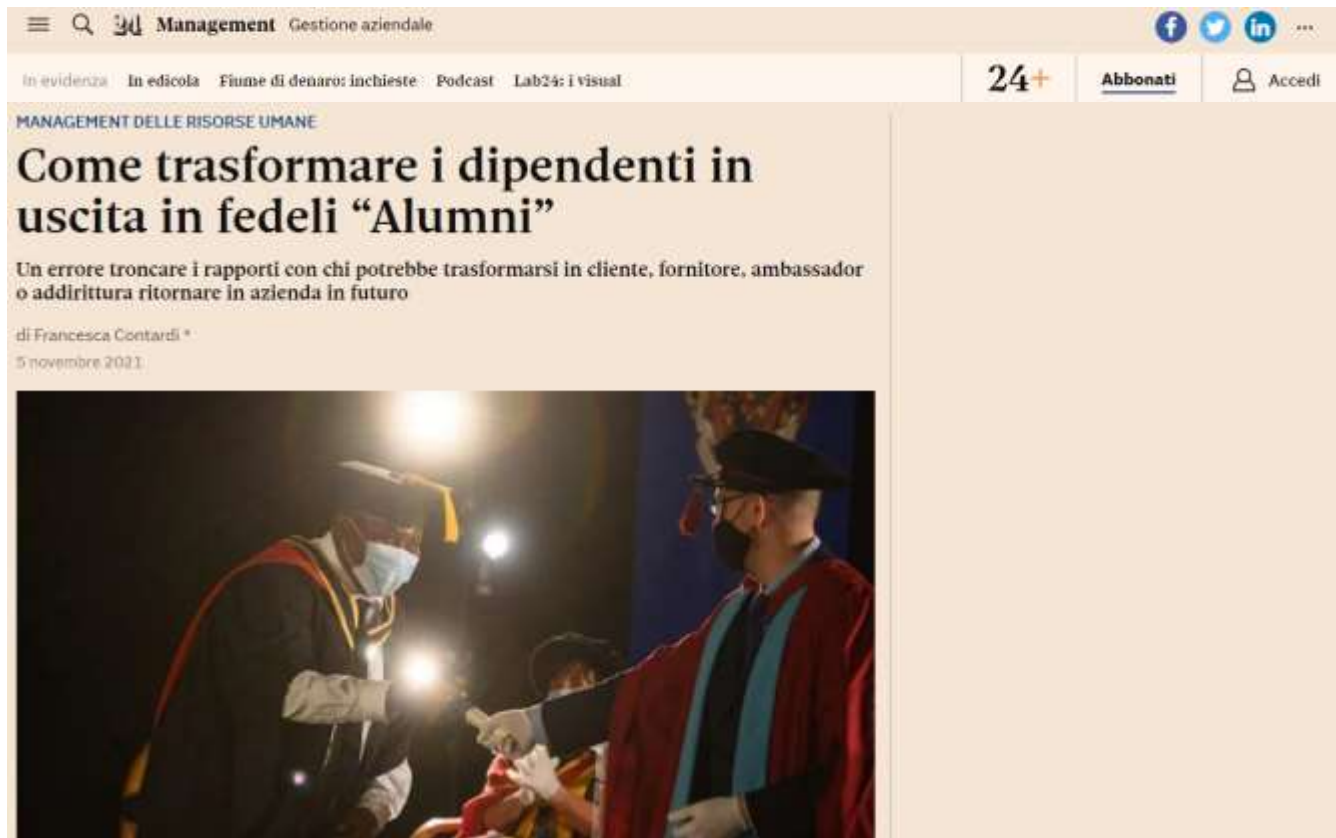 Management Gestione aziendale
In evidenza In edicola Fiume di denaro: inchieste Podcast Lab24: i visual
24+ Abbonati Accedi
MANAGEMENT DELLE RISORSE UMANE
Come trasformare i dipendenti in
uscita in fedeli “Alumni”
Un errore troncare i rapporti con chi potrebbe trasformarsi in cliente, fornitore, ambassador
o addirittura ritornare in azienda in futuro
di Francesca Contardi *
5 novembre 2021